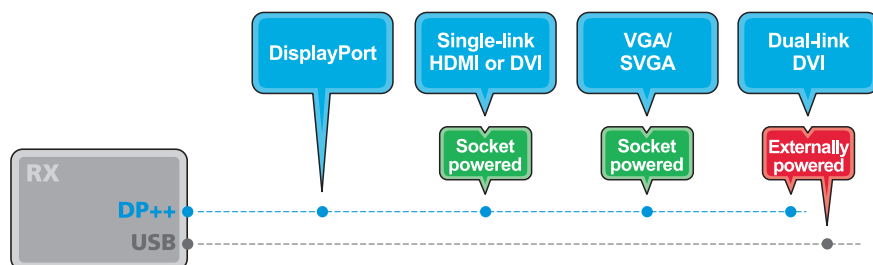 DisplayPort
Single-link
HDMI or DVI
VGA/
SVGA
Dual-link
DVI
Socket
powered
Socket
powered
Externally
powered
RX
DP++
USB